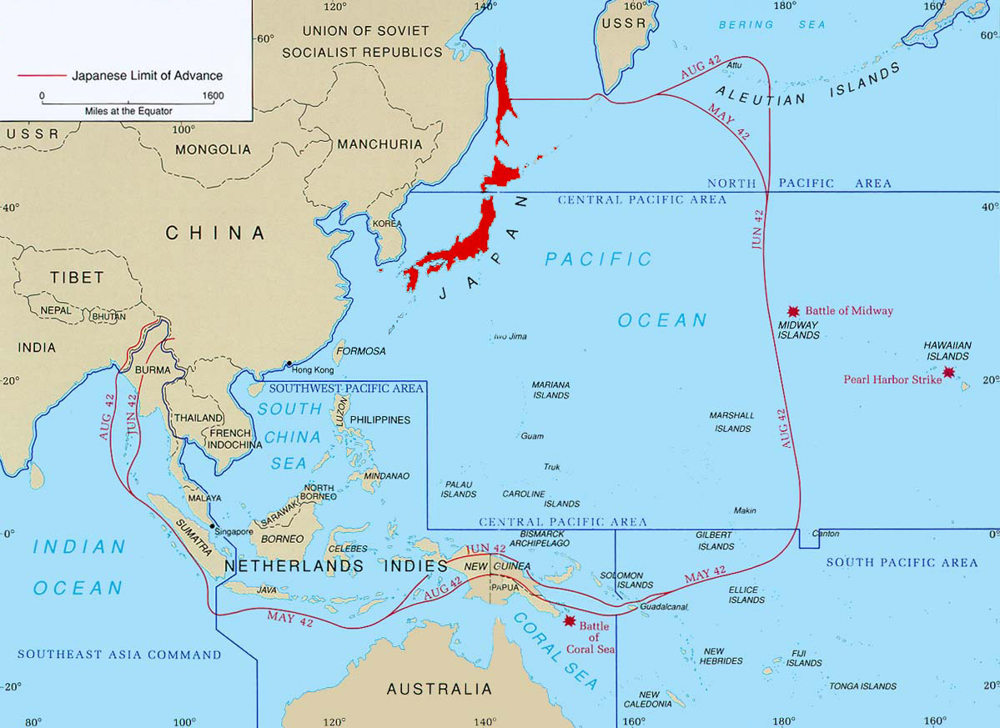 120°
140°
160°
180°
160°
60°
UNION OF SOVIET
SOCIALIST REPUBLICS
USSR
BERING SEA
60°
Japanese Limit of Advance
0
1600
Miles at the Equator
AUG 42
Attu
ALEUTIAN ISLANDS
MAY 42
USSR
100°
MONGOLIA
MANCHURIA
NORTH PACIFIC AREA
CENTRAL PACIFIC AREA
40°
40°
CHINA
KOREA
JAPAN
JUN 42
PACIFIC
OCEAN
TIBET
NEPAL
BHUTAN
Battle of Midway
MIDWAY
ISLANDS
INDIA
Iwo Jima
FORMOSA
HAWAIIAN
ISLANDS
BURMA
Hong Kong
20°
Pearl Harbor Strike
20°
SOUTHWEST PACIFIC AREA
MARIANA
ISLANDS
AUG 42
JUN 42
SOUTH
CHINA
SEA
LUZON
PHILIPPINES
THAILAND
FRENCH
INDOCHINA
MARSHALL
ISLANDS
AUG 42
Guam
Truk
MINDANAO
PALAU
ISLANDS
CAROLINE
ISLANDS
NORTH
BORNEO
MALAYA
SARAWAK
Makin
CENTRAL PACIFIC AREA
0°
Singapore
SUMATRA
BORNEO
CELEBES
BISMARCK
ARCHIPELAGO
GILBERT
ISLANDS
Canton
0°
INDIAN
OCEAN
JUN 42
NETHERLANDS INDIES
NEW GUINEA
SOUTH PACIFIC AREA
MAY 42
SOLOMON
ISLANDS
JAVA
AUG 42
PAPUA
ELLICE
ISLANDS
Guadalcanal
MAY 42
Battle
of
Coral Sea
CORAL SEA
SOUTHEAST ASIA COMMAND
NEW
HEBRIDES
FIJI
ISLANDS
20°
AUSTRALIA
TONGA ISLANDS
20°
NEW
CALEDONIA
80°
100°
120°
140°
160°
180°
160°